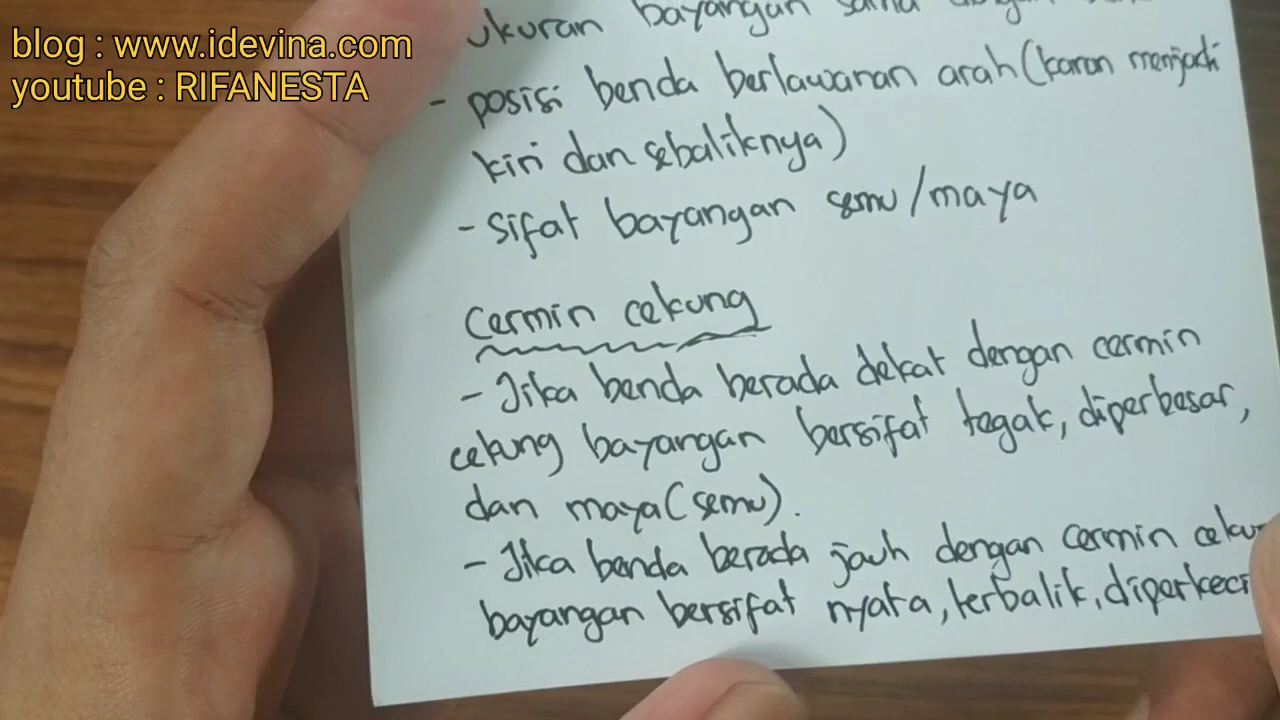 blog : www.idevina.com
youtube : RIFANESTA
ukuran bayangan sama dengan
- posisi benda berlawanan arah (kanan menjadi
kiri dan sebaliknya)
- Sifat bayangan semu/maya
Cermin cekung
- Jika benda berada dekat dengan cermin
cekung bayangan bersifat tegak, diperbesar,
dan maya (semu).
- Jika benda berada jauh dengan cermin ceku
bayangan bersifat nyata, terbalik, diperkeci